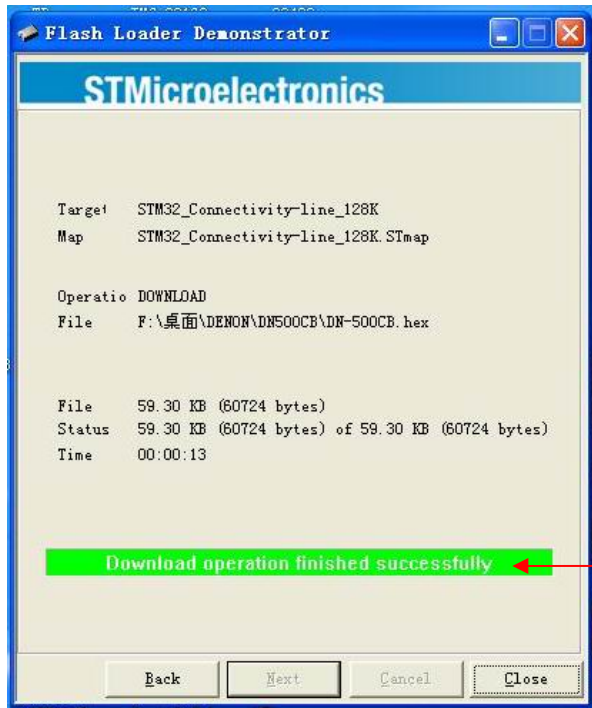 Flash Loader Demonstrator
STMicroelectronics
Target STM32_Connectivity-line_128K
Map STM32_Connectivity-line_128K.STmap
Operatio DOWNLOAD
File F:\桌面\DENON\DN500CB\DN-500CB.hex
File 59.30 KB (60724 bytes)
Status 59.30 KB (60724 bytes) of 59.30 KB (60724 bytes)
Time 00:00:13
Download operation finished successfully
Back Next Cancel Close